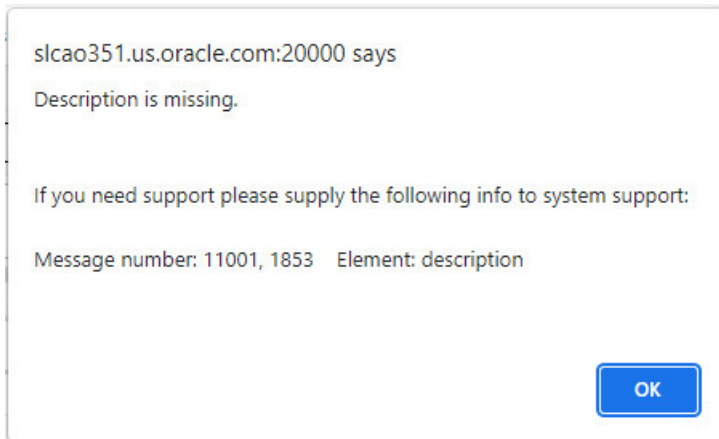 slcao351.us.oracle.com:20000 says
Description is missing.
If you need support please supply the following info to system support:
Message number: 11001, 1853    Element: description
OK